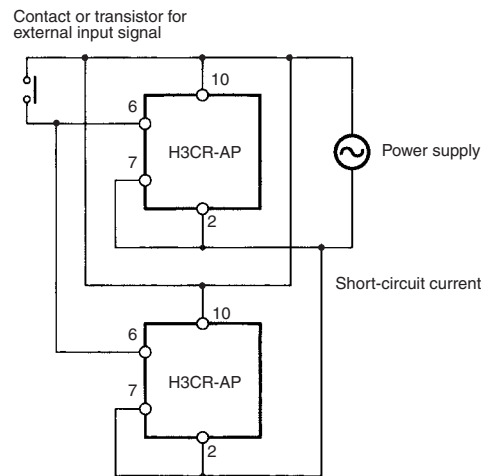 Contact or transistor for
external input signal
10
6
H3CR-AP
7
2
Power supply
Short-circuit current
10
6
H3CR-AP
7
2